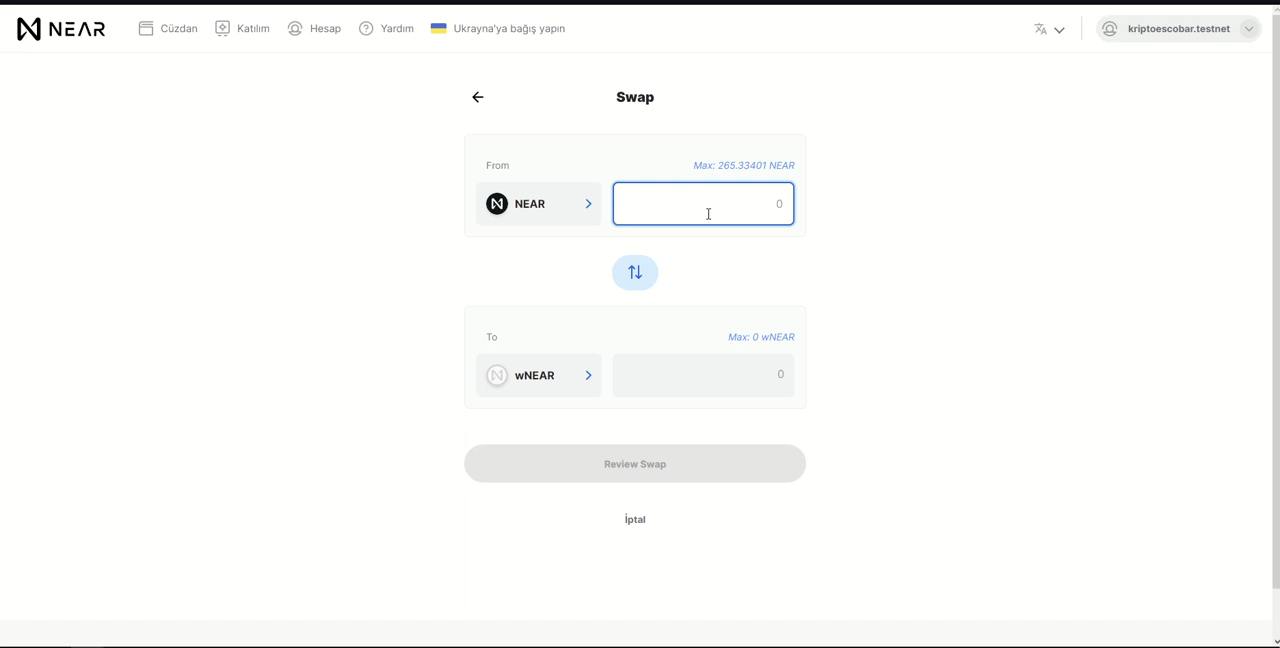 NEAR Cüzdan Katılım Hesap Yardım Ukrayna'ya bağış yapın kriptoescobar.testnet
Swap
From Max: 265.33401 NEAR
NEAR 0
To Max: 0 wNEAR
wNEAR 0
Review Swap
İptal